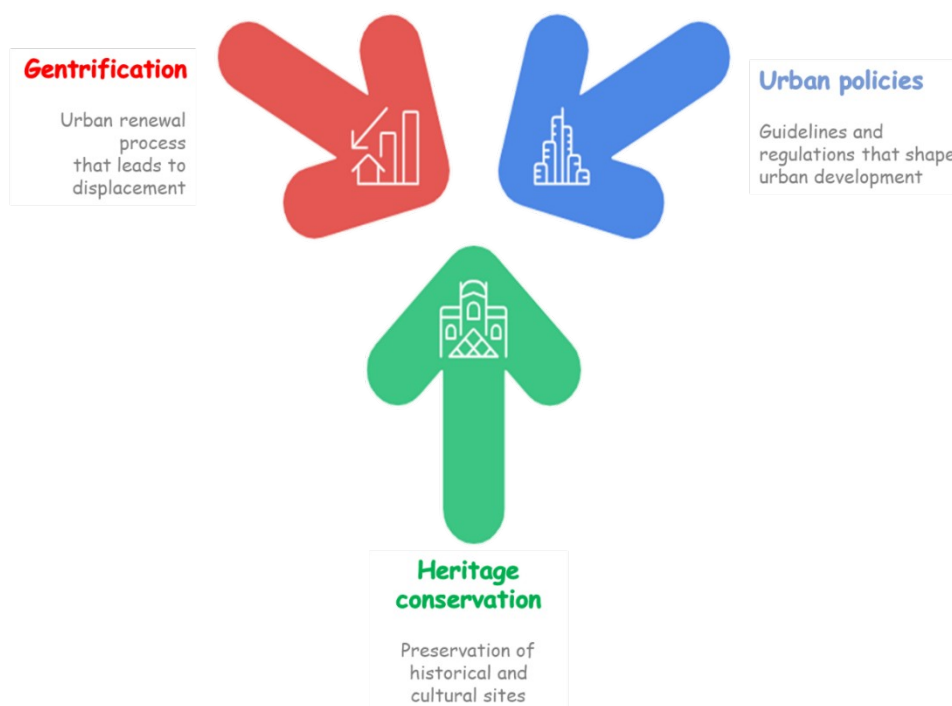 Gentrification
Urban renewal
process
that leads to
displacement
Urban policies
Guidelines and
regulations that shape
urban development
Heritage
conservation
Preservation of
historical and
cultural sites